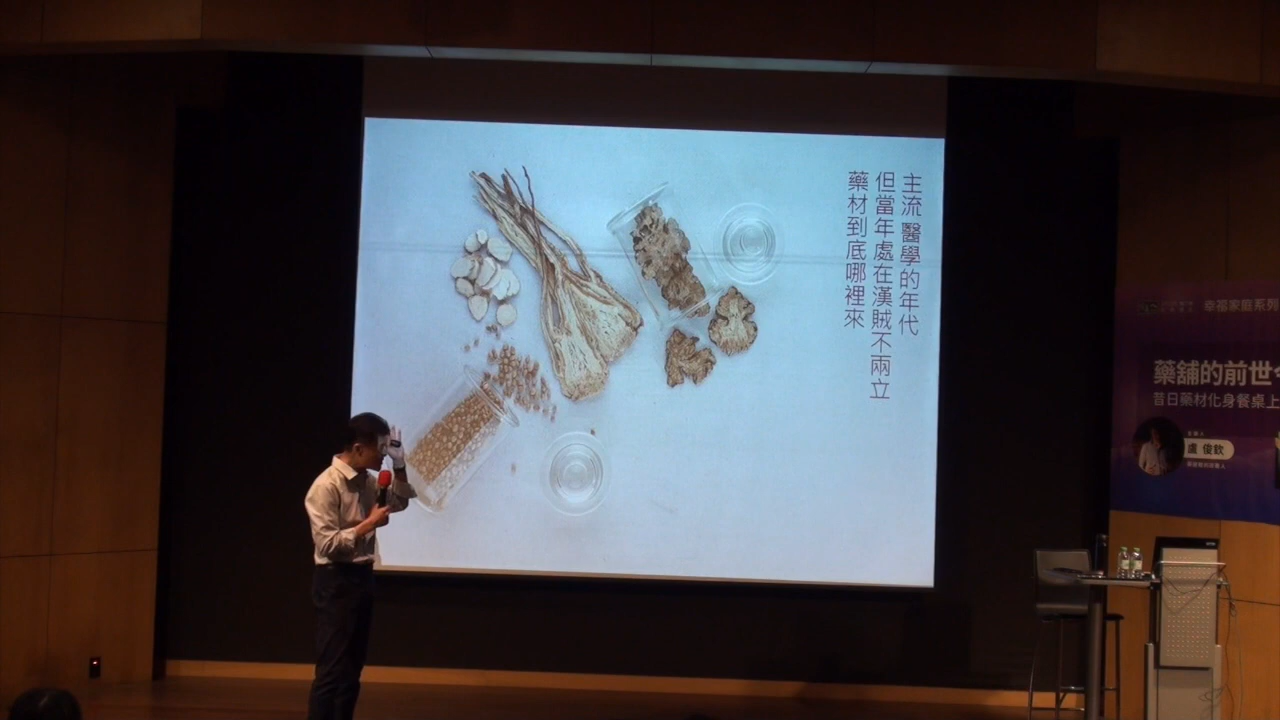 主流 醫學的年代
但當年處在漢賊不兩立
藥材到底哪裡來
幸福家庭系列
藥舖的前世今
昔日藥材化身餐桌上
盧 俊欽